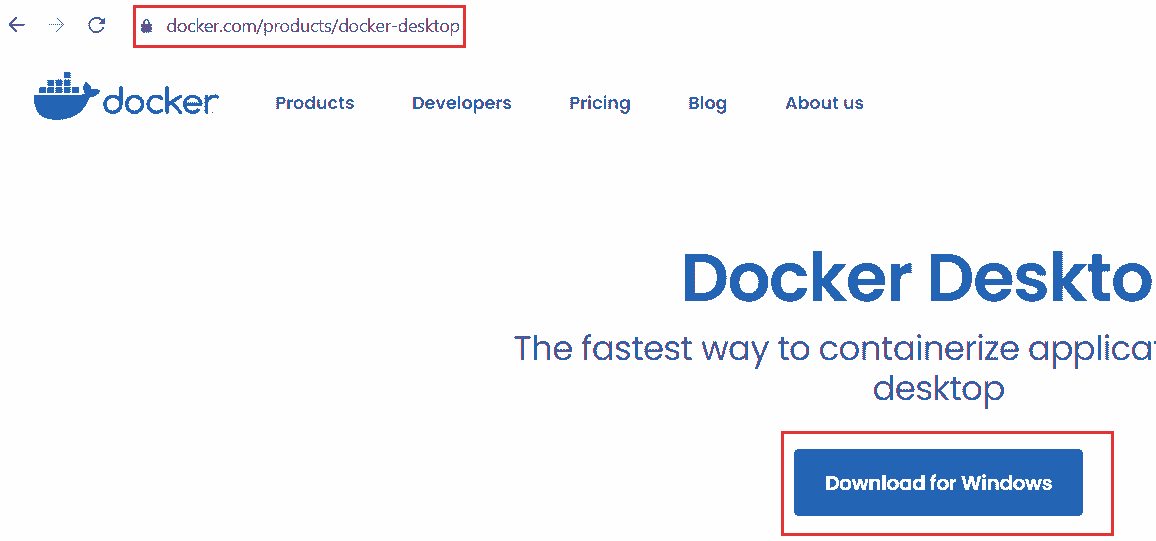 docker.com/products/docker-desktop
docker Products Developers Pricing Blog About us
Docker Deskto
The fastest way to containerize applica
desktop
Download for Windows